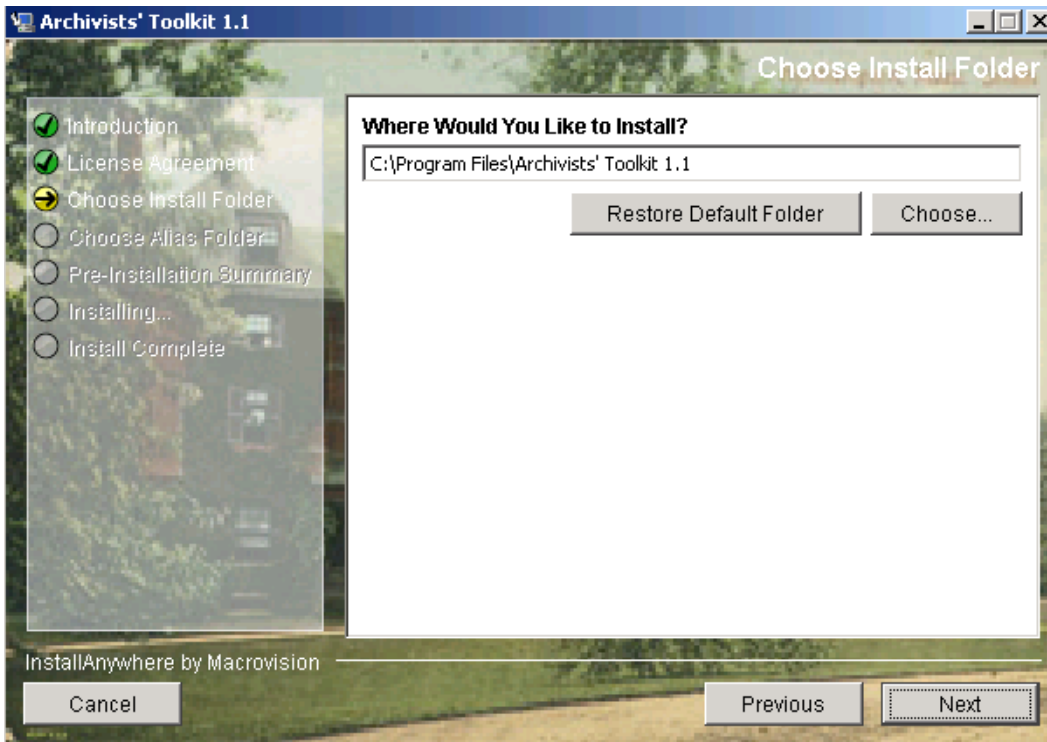 Archivists' Toolkit 1.1
Choose Install Folder
Introduction
License Agreement
Choose Install Folder
Choose Alias Folder
Pre-Installation Summary
Installing...
Install Complete
Where Would You Like to Install?
C:\Program Files\Archivists' Toolkit 1.1
Restore Default Folder
Choose...
InstallAnywhere by Macrovision
Cancel
Previous
Next